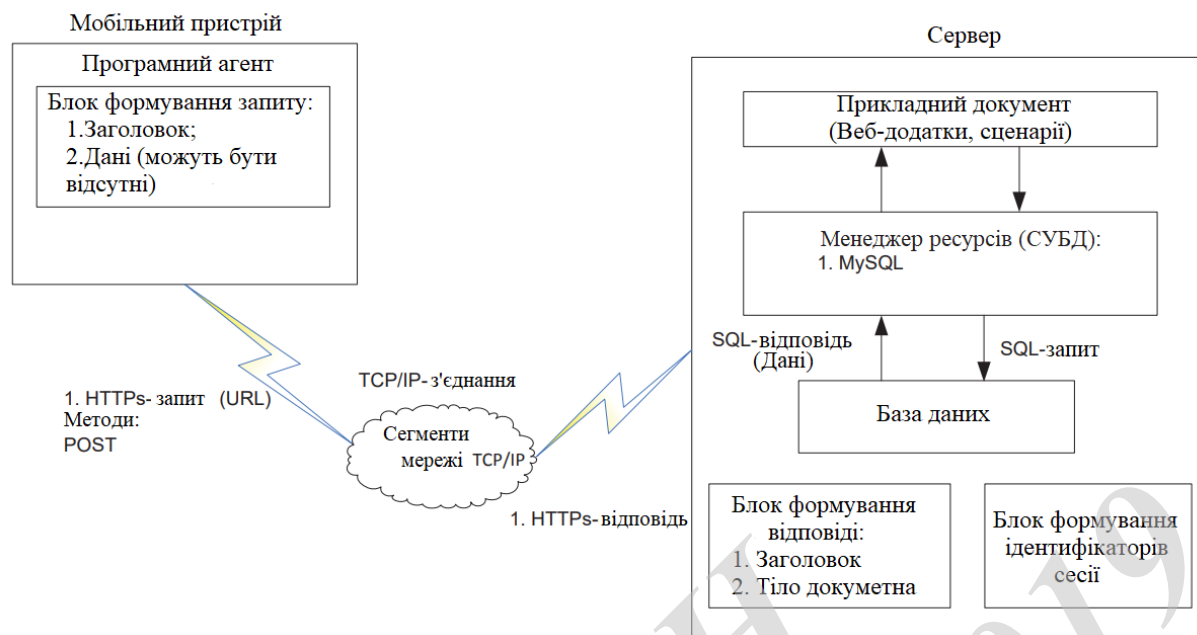 Мобільний пристрій
Програмний агент
Блок формування запиту:
1.Заголовок;
2.Дані (можуть бути
відсутні)
1. HTTPs- запит (URL)
Методи:
POST
TCP/IP- з'єднання
Сегменти
мережі TCP/IP
1. HTTPs-відповідь
Сервер
Прикладний документ
(Веб-додатки, сценарії)
Менеджер ресурсів (СУБД):
1. MySQL
SQL-відповідь
(Дані)
SQL-запит
База даних
Блок формування
відповіді:
1. Заголовок
2. Тіло докуметна
Блок формування
ідентифікаторів
сесії